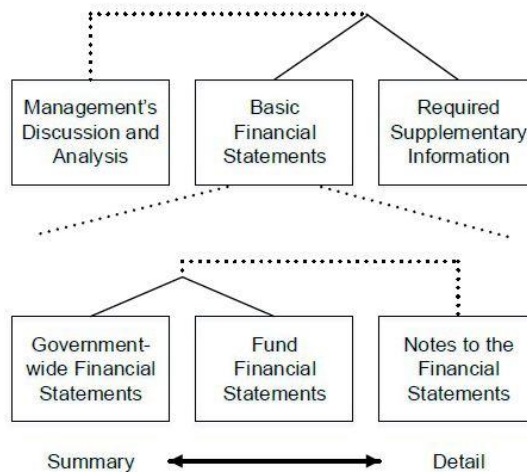 Management's
Discussion and
Analysis
Basic
Financial
Statements
Required
Supplementary
Information
Government-
wide Financial
Statements
Fund
Financial
Statements
Notes to the
Financial
Statements
Summary
Detail